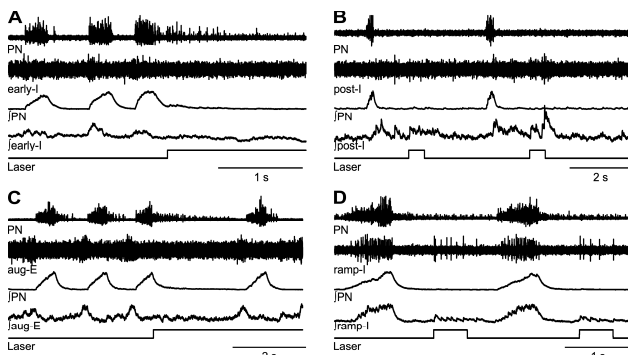 A
PN
early-I
∫PN
∫early-I
Laser
1 s
B
PN
post-I
∫PN
∫post-I
Laser
2 s
C
PN
aug-E
∫PN
∫aug-E
Laser
D
PN
ramp-I
∫PN
∫ramp-I
Laser